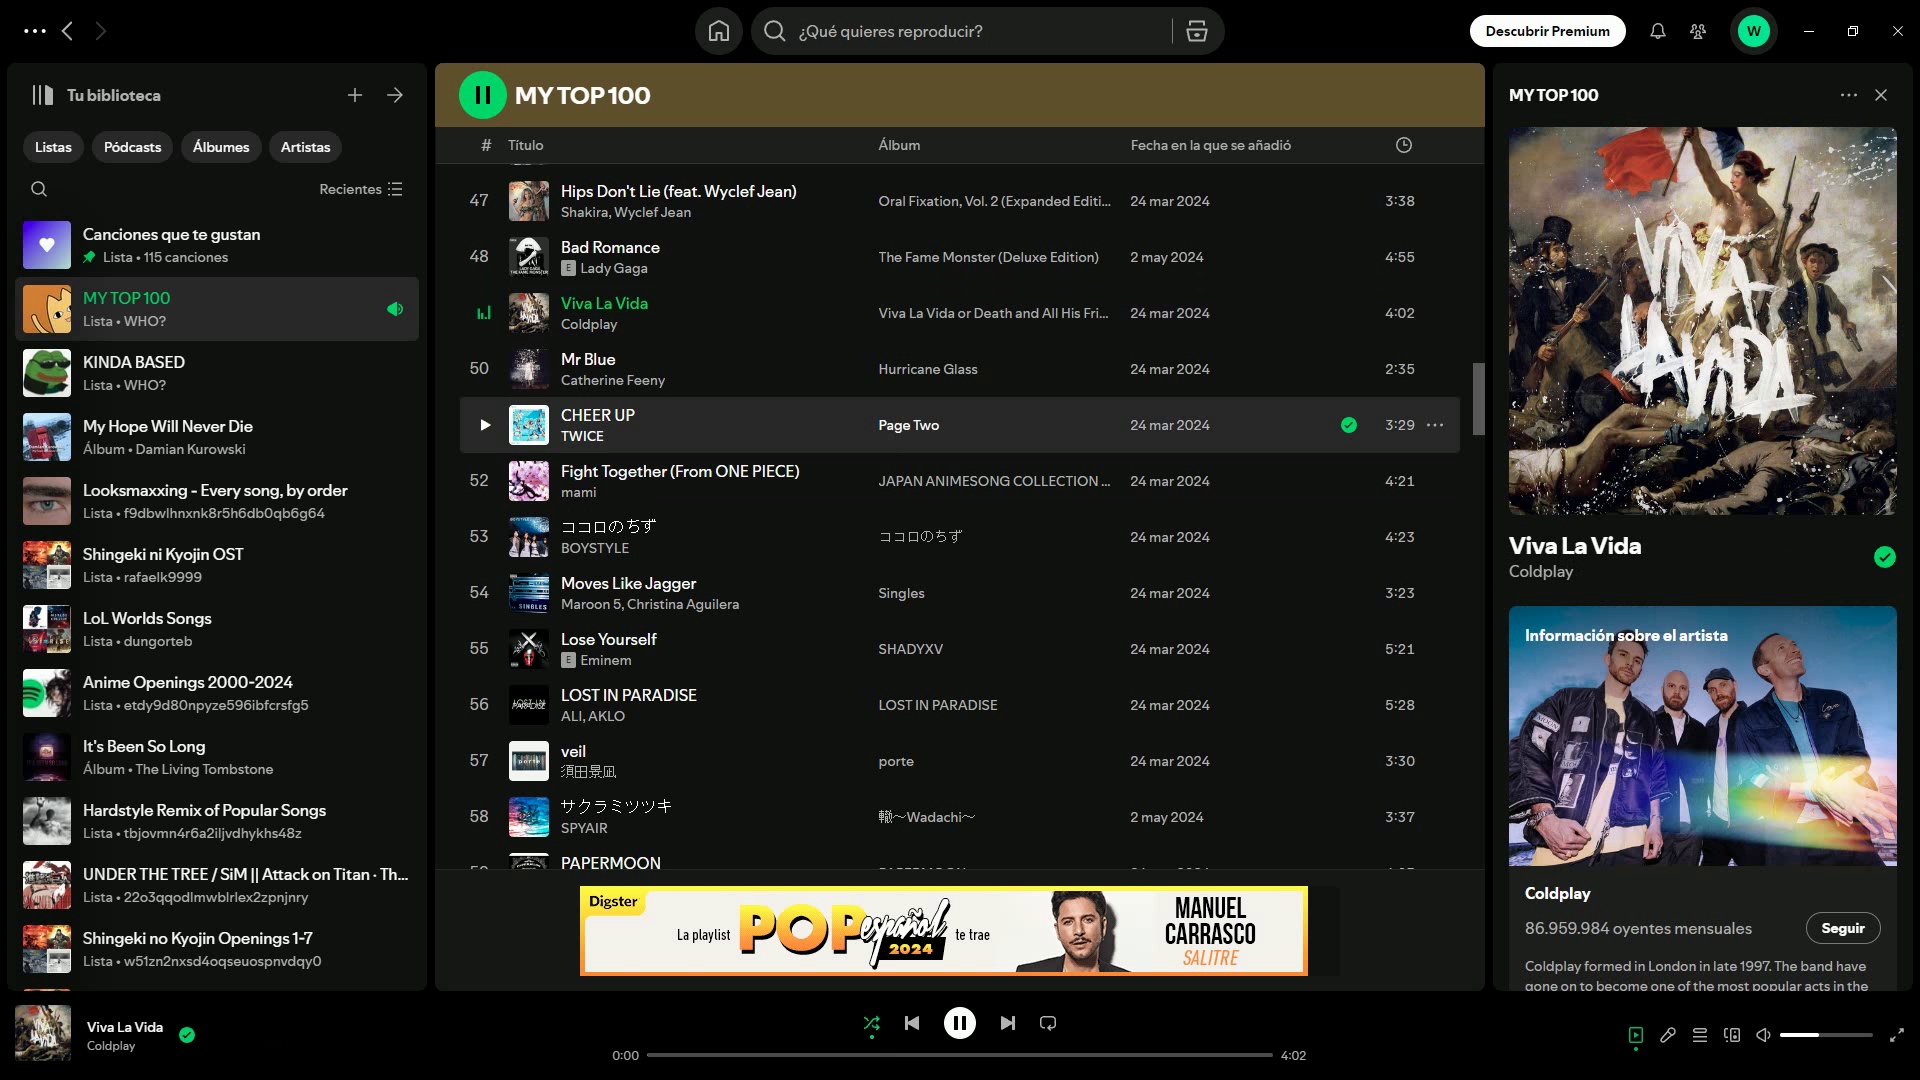 ¿Qué quieres reproducir?
Descubrir Premium
W
Tu biblioteca
Listas
Pódcasts
Álbumes
Artistas
Recientes
Canciones que te gustan
Lista • 115 canciones
MY TOP 100
Lista • WHO?
KINDA BASED
Lista • WHO?
My Hope Will Never Die
Álbum • Damian Kurowski
Looksmaxxing - Every song, by order
Lista • f9dbwlhnxnk8r5h6db0qb6g64
Shingeki ni Kyojin OST
Lista • rafaelk9999
LoL Worlds Songs
Lista • dungorteb
Anime Openings 2000-2024
Lista • etdy9d80npyze596ibfcrsfg5
It's Been So Long
Álbum • The Living Tombstone
Hardstyle Remix of Popular Songs
Lista • tbjovmn4r6a2iljvdhykhs48z
UNDER THE TREE / SiM || Attack on Titan · Th...
Lista • 22o3qqodlmwblrlex2zpnjnry
Shingeki no Kyojin Openings 1-7
Lista • w51zn2nxsd4oqseuospnvdqy0
MY TOP 100
# Título Álbum Fecha en la que se añadió
47 Hips Don't Lie (feat. Wyclef Jean) Oral Fixation, Vol. 2 (Expanded Editi... 24 mar 2024 3:38
Shakira, Wyclef Jean
48 Bad Romance The Fame Monster (Deluxe Edition) 2 may 2024 4:55
E Lady Gaga
Viva La Vida Viva La Vida or Death and All His Fri... 24 mar 2024 4:02
Coldplay
50 Mr Blue Hurricane Glass 24 mar 2024 2:35
Catherine Feeny
CHEER UP Page Two 24 mar 2024 3:29
TWICE
52 Fight Together (From ONE PIECE) JAPAN ANIMESONG COLLECTION ... 24 mar 2024 4:21
mami
53 ココロのちず ココロのちず 24 mar 2024 4:23
BOYSTYLE
54 Moves Like Jagger Singles 24 mar 2024 3:23
Maroon 5, Christina Aguilera
55 Lose Yourself SHADYXV 24 mar 2024 5:21
E Eminem
56 LOST IN PARADISE LOST IN PARADISE 24 mar 2024 5:28
ALI, AKLO
57 veil porte 24 mar 2024 3:30
須田景凪
58 サクラミツツキ 轍～Wadachi～ 2 may 2024 3:37
SPYAIR
PAPERMOON
Digster
La playlist POP español 2024 te trae
MANUEL
CARRASCO
SALITRE
MY TOP 100
VIVA
LA
VIDA
Viva La Vida
Coldplay
Información sobre el artista
Coldplay
86.959.984 oyentes mensuales
Seguir
Coldplay formed in London in late 1997. The band have
gone on to become one of the most popular acts in the
Viva La Vida
Coldplay
0:00
4:02